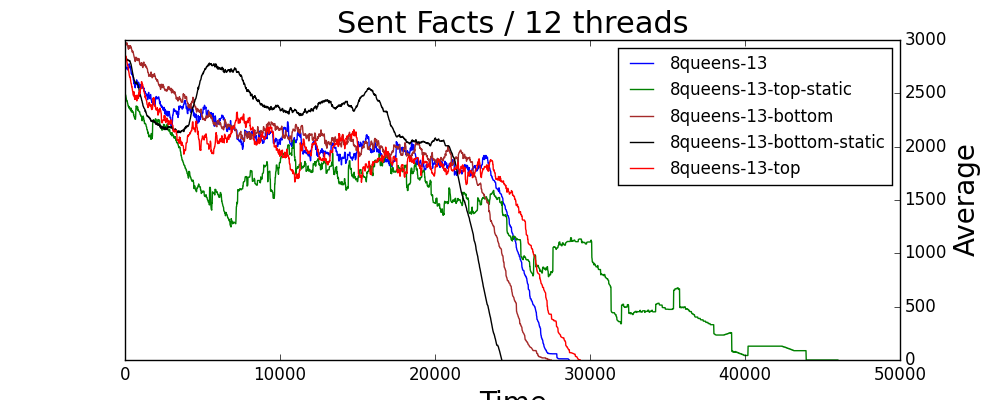 Sent Facts / 12 threads
8queens-13
8queens-13-top-static
8queens-13-bottom
8queens-13-bottom-static
8queens-13-top
3000
2500
2000
1500
1000
500
0
Average
0 10000 20000 30000 40000 50000
Time